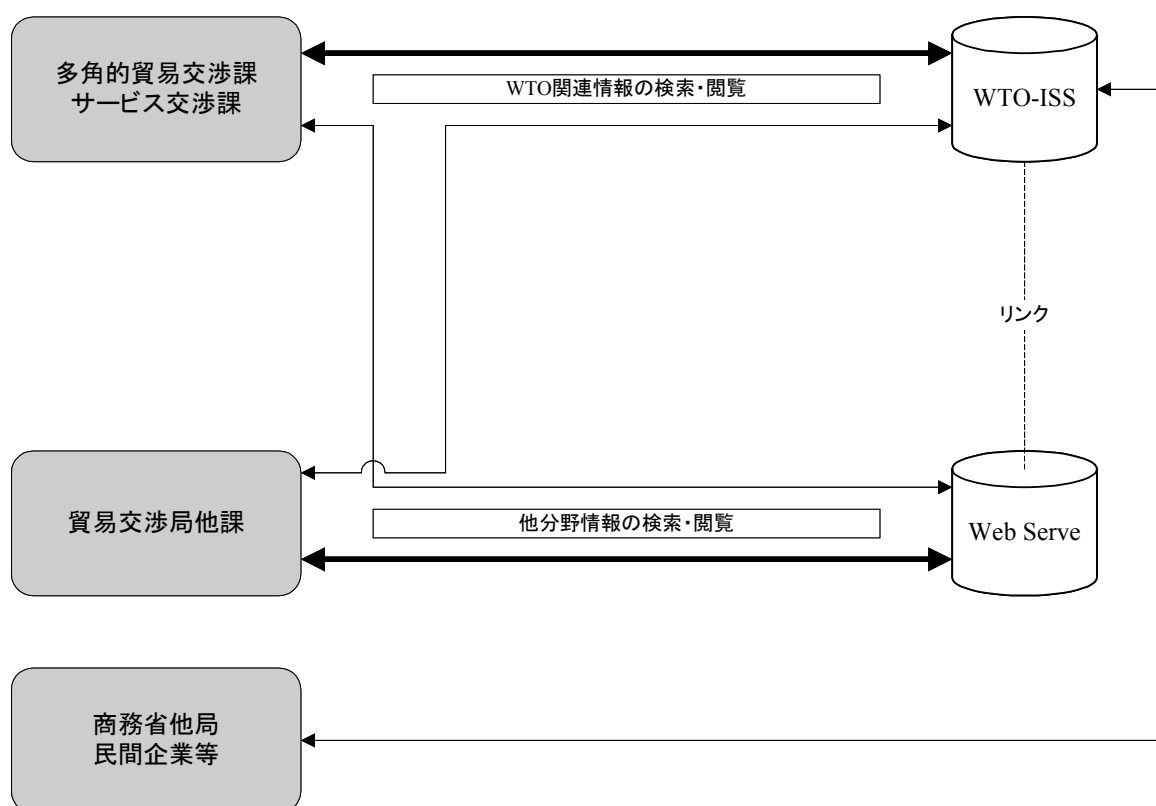 多角的貿易交渉課
サービス交渉課
WTO関連情報の検索・閲覧
WTO-ISS
リンク
貿易交渉局他課
他分野情報の検索・閲覧
Web Serve
商務省他局
民間企業等